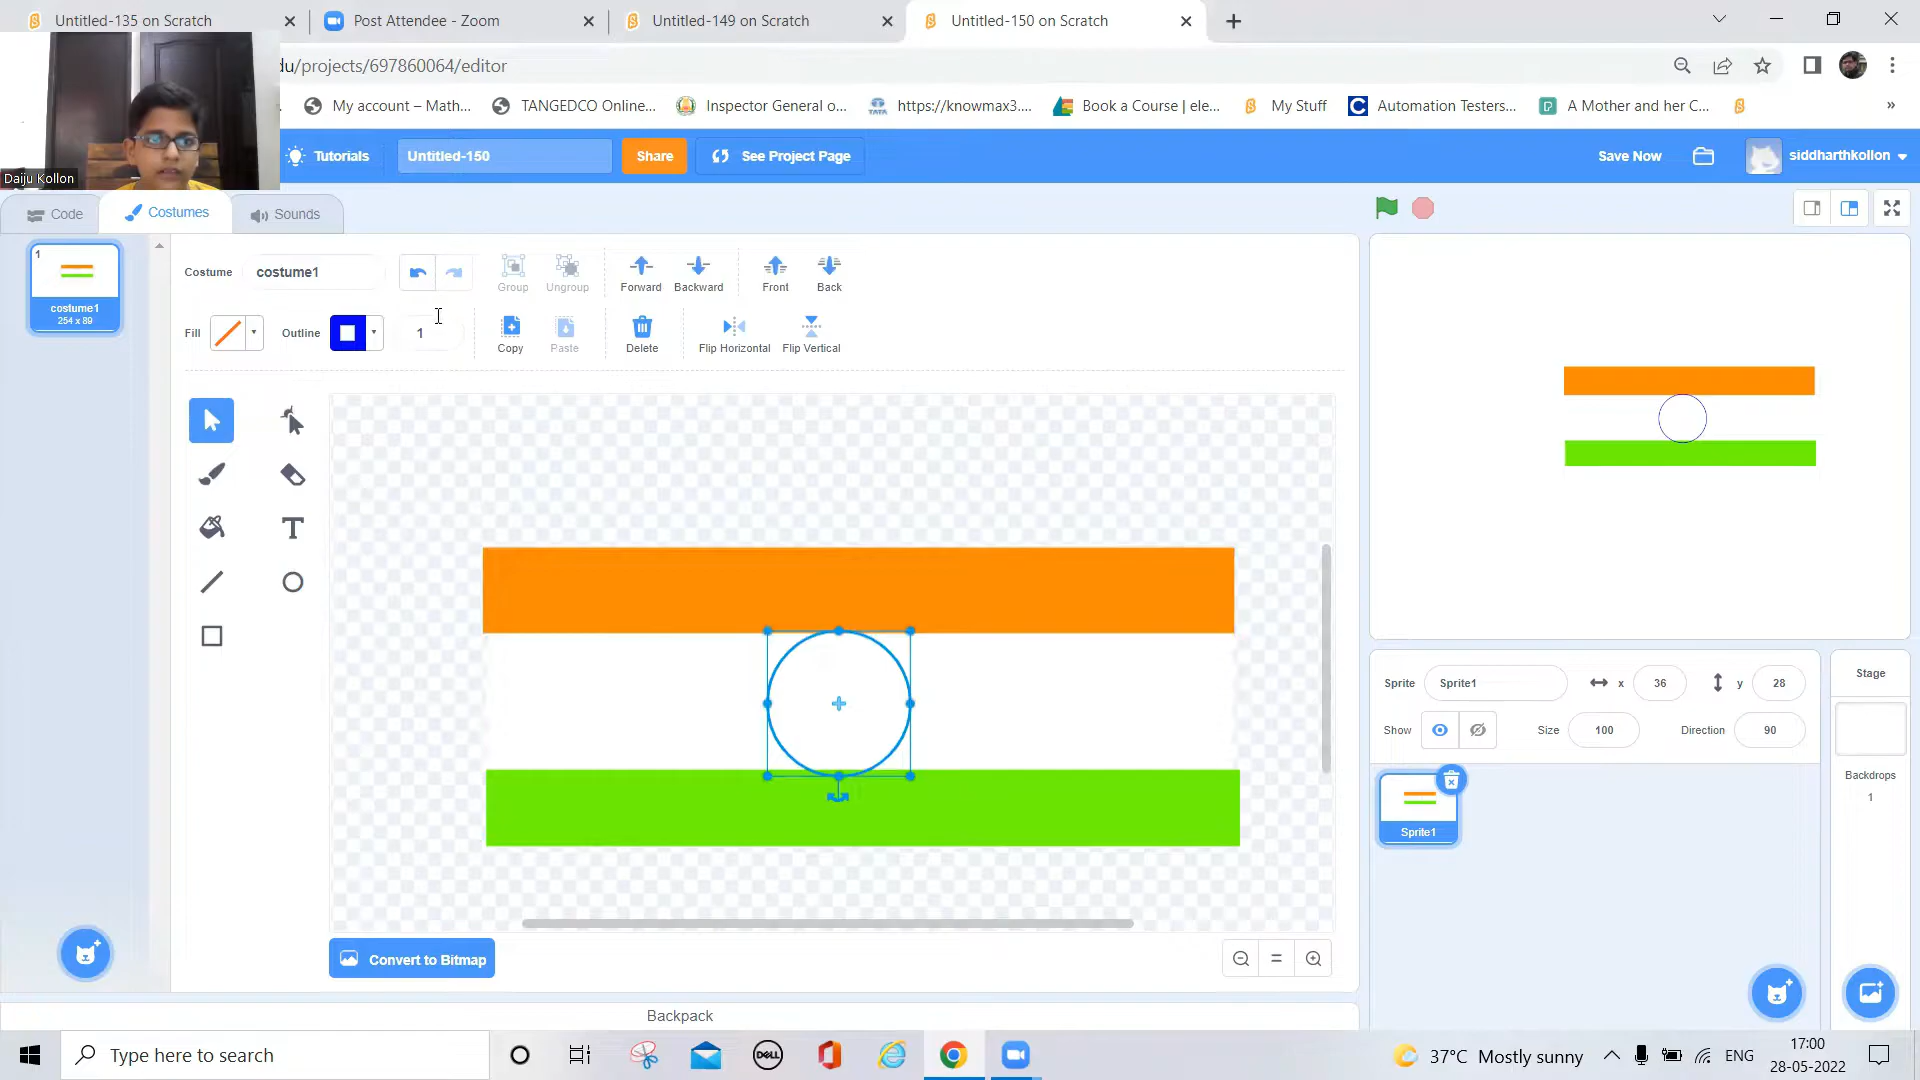 Untitled-135 on Scratch
Post Attendee - Zoom
Untitled-149 on Scratch
Untitled-150 on Scratch
du/projects/697860064/editor
My account – Math...
TANGEDCO Online...
Inspector General o...
TATA
https://knowmax3....
Book a Course | ele...
My Stuff
Automation Testers...
A Mother and her C...
»
Daiju Kollon
Tutorials
Untitled-150
Share
See Project Page
Save Now
siddharthkollon
Code
Costumes
Sounds
1
costume1
254 x 89
Costume
costume1
Group
Ungroup
Forward
Backward
Front
Back
Fill
Outline
1
Copy
Paste
Delete
Flip Horizontal
Flip Vertical
T
Convert to Bitmap
Sprite
Sprite1
x
36
y
28
Show
Size
100
Direction
90
Sprite1
Stage
Backdrops
1
Backpack
Type here to search
DELL
37°C Mostly sunny
ENG
17:00
28-05-2022